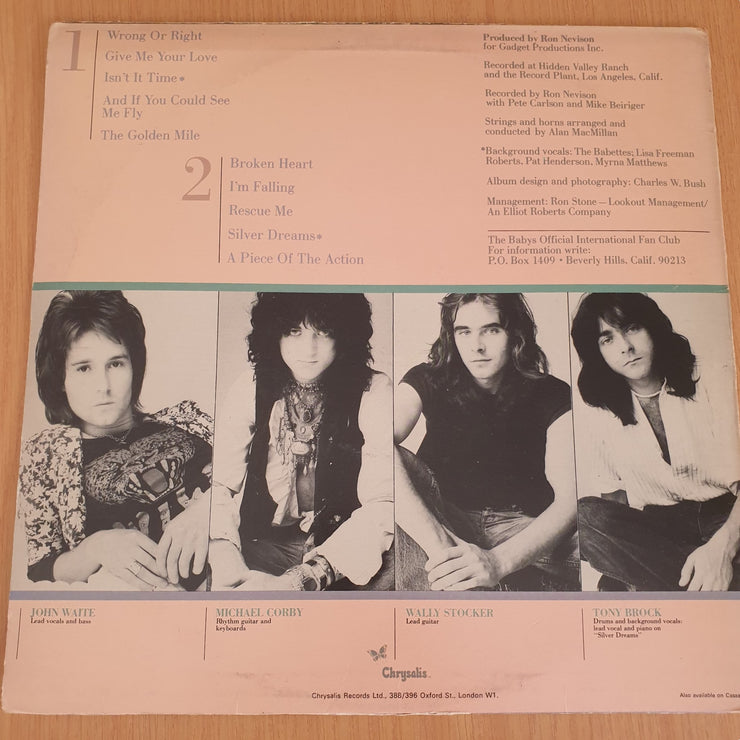 1
Wrong Or Right
Give Me Your Love
Isn't It Time*
And If You Could See
Me Fly
The Golden Mile
2
Broken Heart
I'm Falling
Rescue Me
Silver Dreams*
A Piece Of The Action
Produced by Ron Nevison
for Gadget Productions Inc.
Recorded at Hidden Valley Ranch
and the Record Plant, Los Angeles, Calif.
Recorded by Ron Nevison
with Pete Carlson and Mike Beiriger
Strings and horns arranged and
conducted by Alan MacMillan
*Background vocals: The Babettes; Lisa Freeman
Roberts, Pat Henderson, Myrna Matthews
Album design and photography: Charles W. Bush
Management: Ron Stone — Lookout Management/
An Elliot Roberts Company
The Babys Official International Fan Club
For information write:
P.O. Box 1409 • Beverly Hills, Calif. 90213
JOHN WAITE
Lead vocals and bass
MICHAEL CORBY
Rhythm guitar and
keyboards
WALLY STOCKER
Lead guitar
TONY BROCK
Drums and background vocals:
lead vocal and piano on
"Silver Dreams"
Chrysalis
Chrysalis Records Ltd., 388/396 Oxford St., London W1.
Also available on Casse